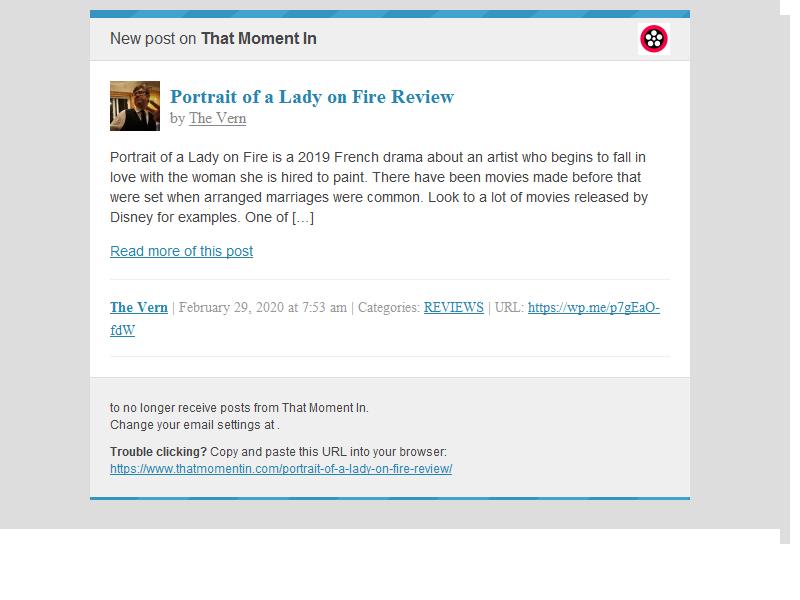 New post on That Moment In
Portrait of a Lady on Fire Review
by The Vern
Portrait of a Lady on Fire is a 2019 French drama about an artist who begins to fall in
love with the woman she is hired to paint. There have been movies made before that
were set when arranged marriages were common. Look to a lot of movies released by
Disney for examples. One of […]
Read more of this post
The Vern | February 29, 2020 at 7:53 am | Categories: REVIEWS | URL: https://wp.me/p7gEaO-
fdW
to no longer receive posts from That Moment In.
Change your email settings at .
Trouble clicking? Copy and paste this URL into your browser:
https://www.thatmomentin.com/portrait-of-a-lady-on-fire-review/